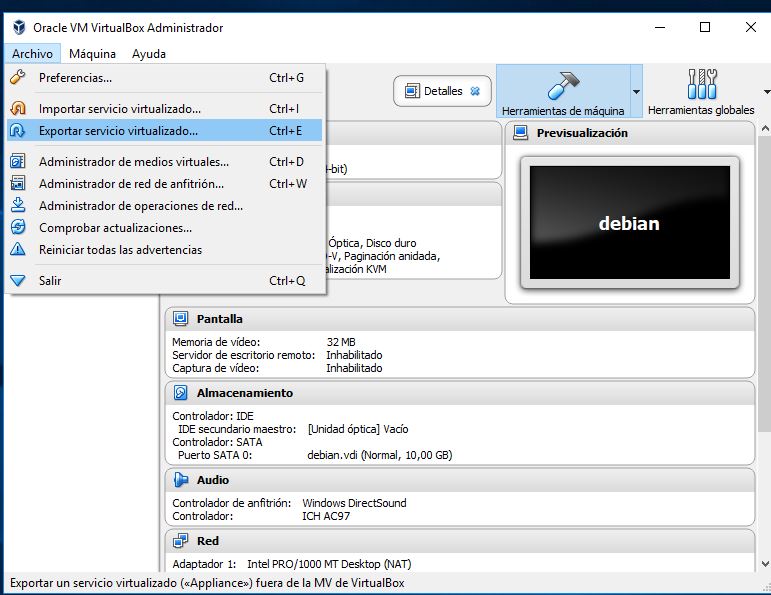 Oracle VM VirtualBox Administrador
Archivo Máquina Ayuda
Preferencias... Ctrl+G
Importar servicio virtualizado... Ctrl+I
Exportar servicio virtualizado... Ctrl+E
Administrador de medios virtuales... Ctrl+D
Administrador de red de anfitrión... Ctrl+W
Administrador de operaciones de red...
Comprobar actualizaciones...
Reiniciar todas las advertencias
Salir Ctrl+Q
Detalles
Herramientas de máquina
Herramientas globales
-bit)
Óptica, Disco duro
-V, Paginación anidada,
alización KVM
Previsualización
debian
Pantalla
Memoria de vídeo: 32 MB
Servidor de escritorio remoto: Inhabilitado
Captura de vídeo: Inhabilitado
Almacenamiento
Controlador: IDE
IDE secundario maestro: [Unidad óptica] Vacío
Controlador: SATA
Puerto SATA 0: debian.vdi (Normal, 10,00 GB)
Audio
Controlador de anfitrión: Windows DirectSound
Controlador: ICH AC97
Red
Adaptador 1: Intel PRO/1000 MT Desktop (NAT)
Exportar un servicio virtualizado («Appliance») fuera de la MV de VirtualBox